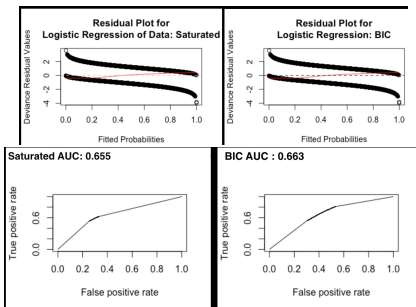 Residual Plot for
Logistic Regression of Data: Saturated
Deviance Residual Values
2
0
-2
-4
0.0 0.2 0.4 0.6 0.8 1.0
Fitted Probabilities
Residual Plot for
Logistic Regression: BIC
Deviance Residual Values
2
0
-2
-4
0.0 0.2 0.4 0.6 0.8 1.0
Fitted Probabilities
Saturated AUC: 0.655
True positive rate
0.6
0.0
0.0 0.2 0.4 0.6 0.8 1.0
False positive rate
BIC AUC : 0.663
True positive rate
0.6
0.0
0.0 0.2 0.4 0.6 0.8 1.0
False positive rate